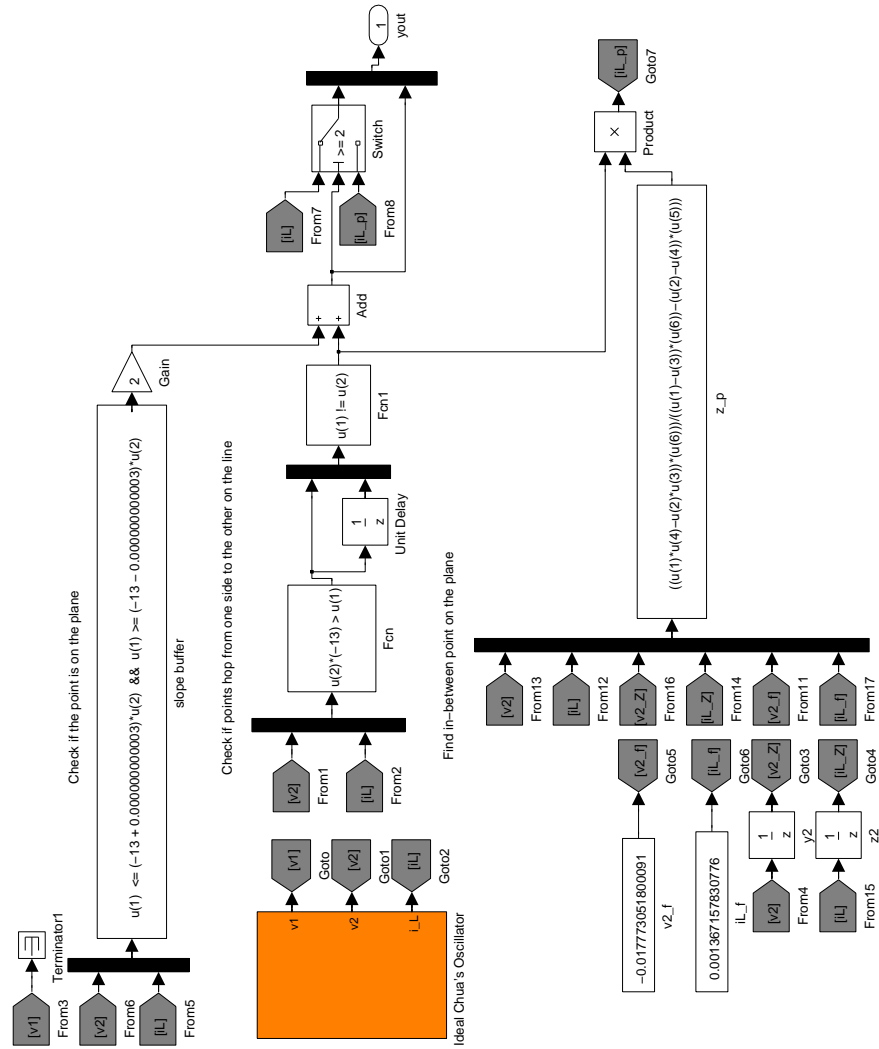 Check if the point is on the plane
[v1]
From3
Terminator1
[v2]
From6
[iL]
From5
u(1) <= (−13 + 0.0000000000003)*u(2) && u(1) >= (−13 − 0.0000000000003)*u(2)
slope buffer
2
Gain
Check if points hop from one side to the other on the line
v1
v2
i_L
Ideal Chua's Oscillator
[v1]
Goto
[v2]
Goto1
[iL]
Goto2
[v2]
From1
[iL]
From2
u(2)*(−13) > u(1)
Fcn
1
z
Unit Delay
u(1) != u(2)
Fcn1
+
+
Add
[iL]
From7
[iL_p]
From8
>= 2
Switch
1
yout
Find in−between point on the plane
−0.0177730518000​91
v2_f
[v2_f]
Goto5
0.001367157830776
iL_f
[iL_f]
Goto6
[v2]
From4
1
z
y2
[v2_Z]
Goto3
[iL]
From15
1
z
z2
[iL_Z]
Goto4
[v2]
From13
[iL]
From12
[v2_Z]
From16
[iL_Z]
From14
[v2_f]
From11
[iL_f]
From17
((u(1)*u(4)−u(2)*u(3))*(u(6)))/((u(1)−u(3))*(u(6))−(u(2)−u(4))*(u(5)))
z_p
×
Product
[iL_p]
Goto7